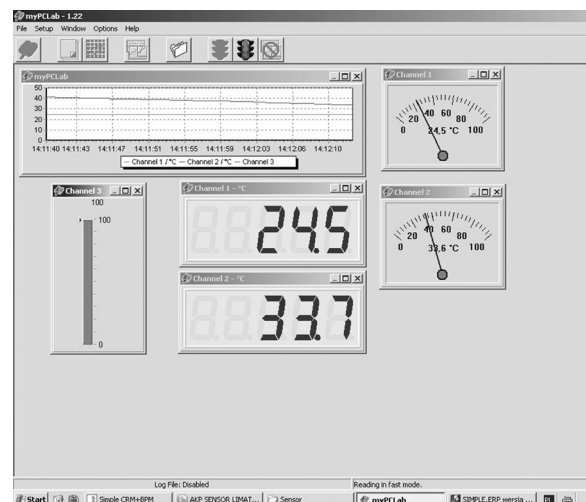 myPCLab - 1.22
File Setup Window Options Help
myPCLab
50
40
30
20
10
0
14:11:40 14:11:43 14:11:47 14:11:51 14:11:55 14:11:59 14:12:03 14:12:06 14:12:10
Channel 1 /°C Channel 2 /°C Channel 3
Channel 1
0 20 40 60 80 100
24,5 °C
Channel 3
100
100
0
Channel 1 - °C
24.5
Channel 2
0 20 40 60 80 100
33,6 °C
Channel 2 - °C
33.7
Log File: Disabled
Reading in fast mode.
Start
Simple CRM+BPM
AKP SENSOR LIMAT...
Sensor
myPCLab
SIMPLE.ERP wersja ...
PL